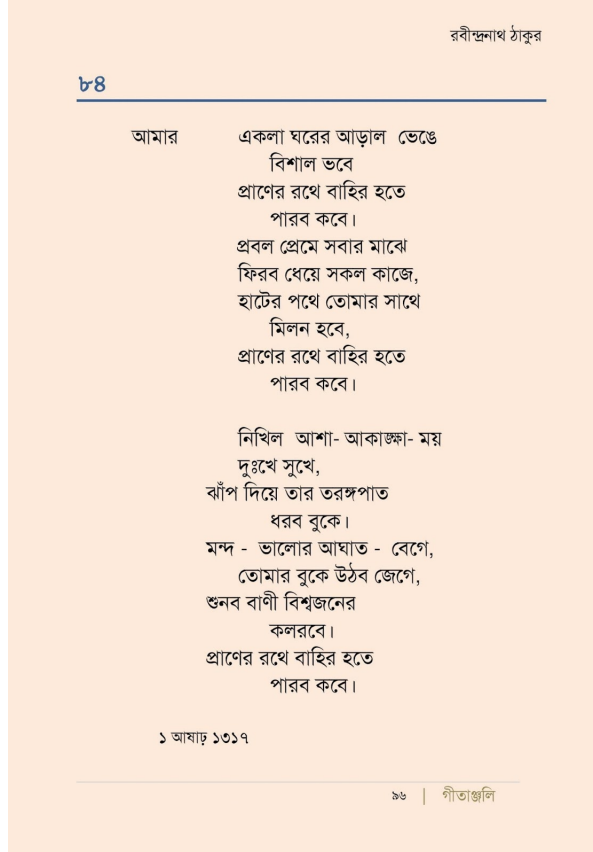 রবীন্দ্রনাথ ঠাকুর
৮৪
আমার একলা ঘরের আড়াল ভেঙে
বিশাল ভবে
প্রাণের রথে বাহির হতে
পারব কবে।
প্রবল প্রেমে সবার মাঝে
ফিরব ধেয়ে সকল কাজে,
হাটের পথে তোমার সাথে
মিলন হবে,
প্রাণের রথে বাহির হতে
পারব কবে।
নিখিল আশা- আকাঙ্ক্ষা- ময়
দুঃখে সুখে,
ঝাঁপ দিয়ে তার তরঙ্গপাত
ধরব বুকে।
মন্দ - ভালোর আঘাত - বেগে,
তোমার বুকে উঠব জেগে,
শুনব বাণী বিশ্বজনের
কলরবে।
প্রাণের রথে বাহির হতে
পারব কবে।
১ আষাঢ় ১৩১৭
৯৬ | গীতাঞ্জলি